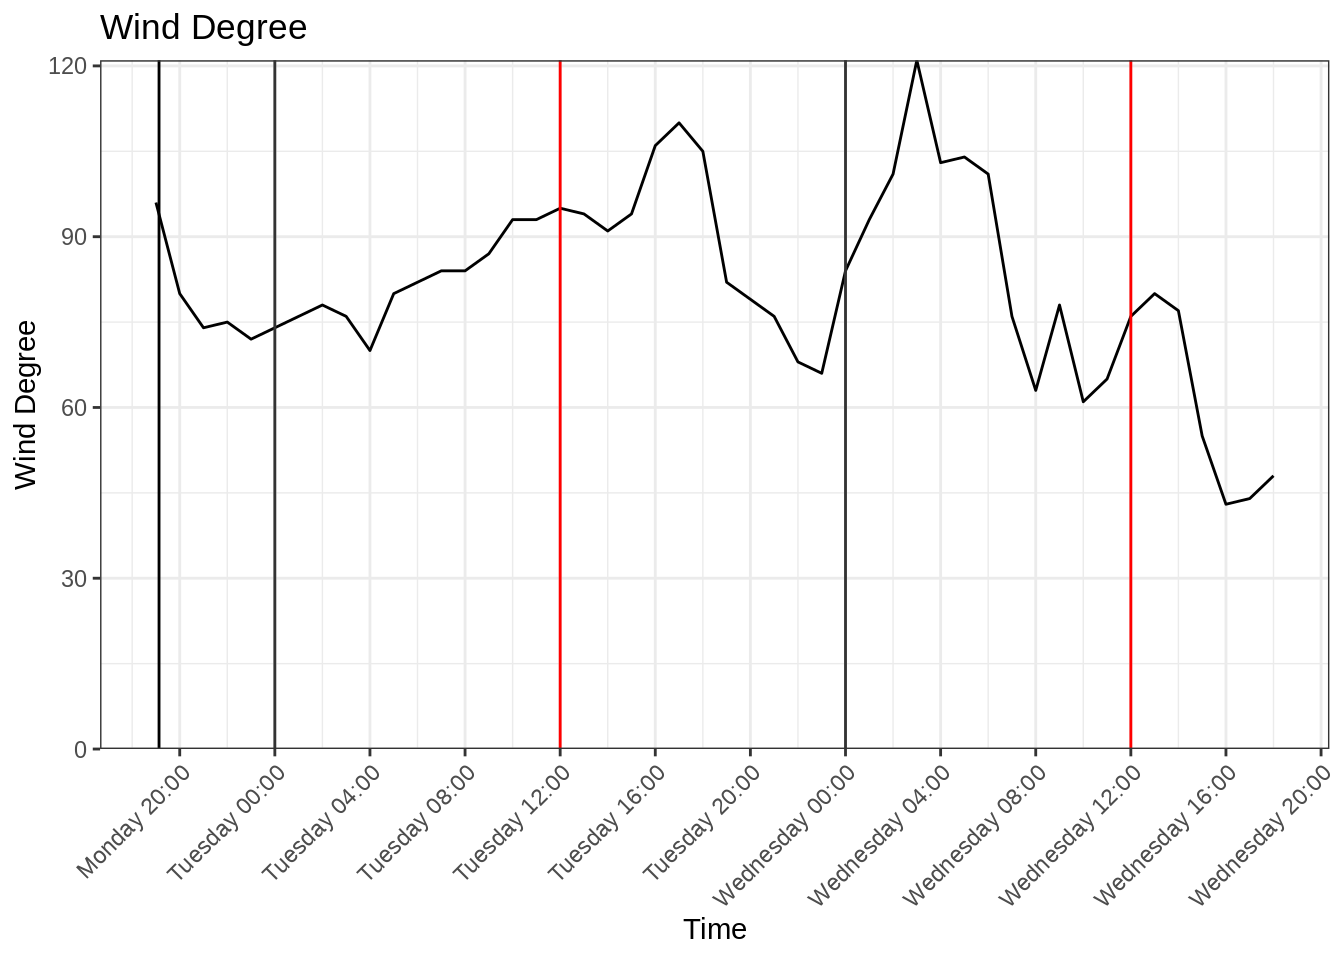 Wind Degree
120
90
60
30
0
Wind Degree
Monday 20:00
Tuesday 00:00
Tuesday 04:00
Tuesday 08:00
Tuesday 12:00
Tuesday 16:00
Tuesday 20:00
Wednesday 00:00
Wednesday 04:00
Wednesday 08:00
Wednesday 12:00
Wednesday 16:00
Wednesday 20:00
Time